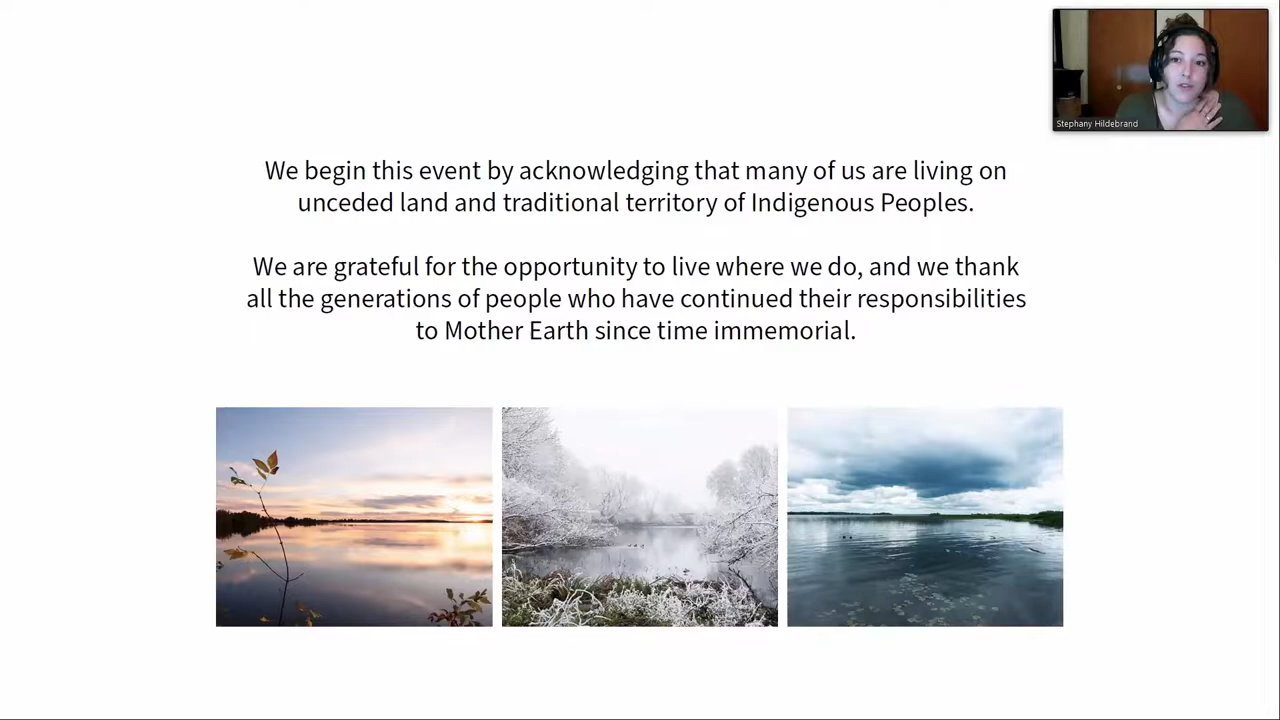 Stephany Hildebrand
We begin this event by acknowledging that many of us are living on
unceded land and traditional territory of Indigenous Peoples.
We are grateful for the opportunity to live where we do, and we thank
all the generations of people who have continued their responsibilities
to Mother Earth since time immemorial.